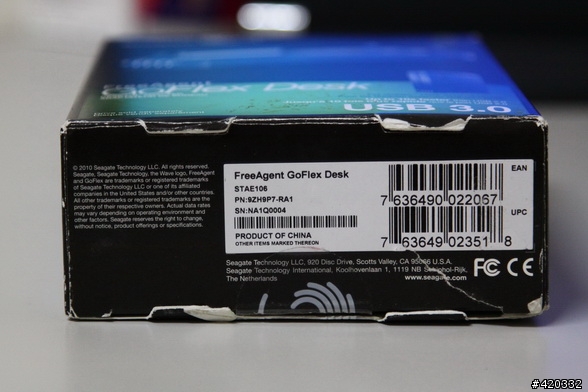 GoFlex Desk
USB 3.0
© 2010 Seagate Technology LLC. All rights reserved.
Seagate, Seagate Technology, the Wave logo, FreeAgent
and GoFlex are trademarks or registered trademarks
of Seagate Technology LLC or one of its affiliated
companies in the United States and/or other countries.
All other trademarks or registered trademarks are the
property of their respective owners. Actual data rates
may vary depending on operating environment and
other factors. Seagate reserves the right to change,
without notice, product offerings or specifications.
FreeAgent GoFlex Desk
STAE106
PN:9ZH9P7-RA1
SN:NA1Q0004
PRODUCT OF CHINA
OTHER ITEMS MARKED THEREON
EAN
7 636490 022067
UPC
7 63649 02351 8
Seagate Technology LLC, 920 Disc Drive, Scotts Valley, CA 95066 U.S.A.
Seagate Technology International, Koolhovenlaan 1, 1119 NB Schiphol-Rijk,
The Netherlands
www.seagate.com
FC CE
#420332